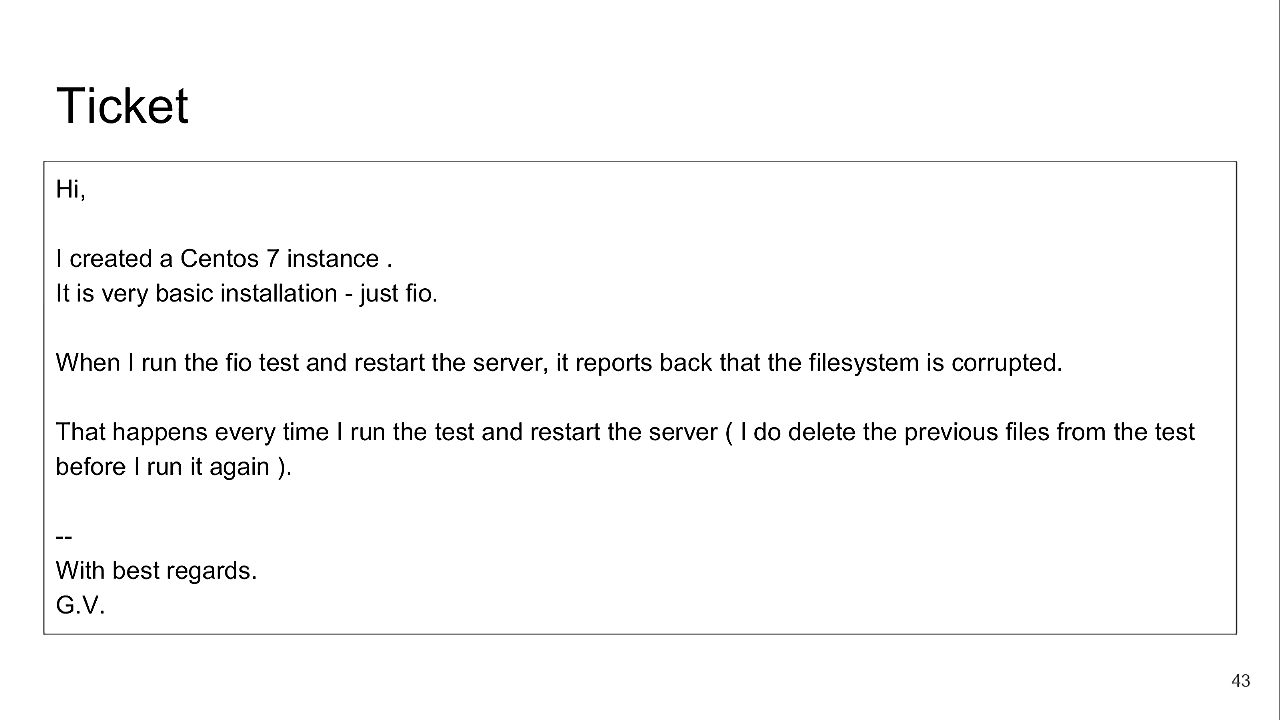 Ticket
Hi,
I created a Centos 7 instance .
It is very basic installation - just fio.
When I run the fio test and restart the server, it reports back that the filesystem is corrupted.
That happens every time I run the test and restart the server ( I do delete the previous files from the test
before I run it again ).
--
With best regards.
G.V.
43